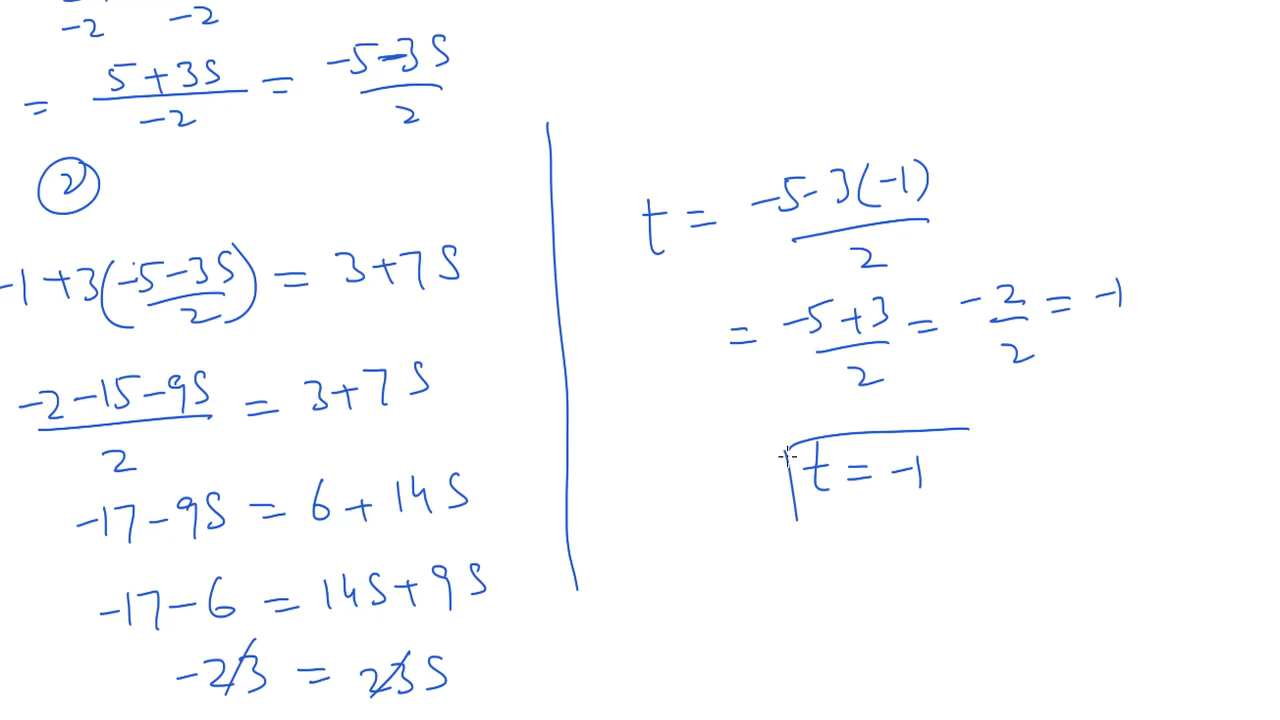 -2 -2
= 5+3S/-2 = -5-3S/2
2
-1+3(-5-3S/2) = 3+7S
-2-15-9S/2 = 3+7S
-17-9S = 6+14S
-17-6 = 14S+9S
-23 = 23S
t = -5-3(-1)/2
= -5+3/2 = -2/2 = -1
t = -1